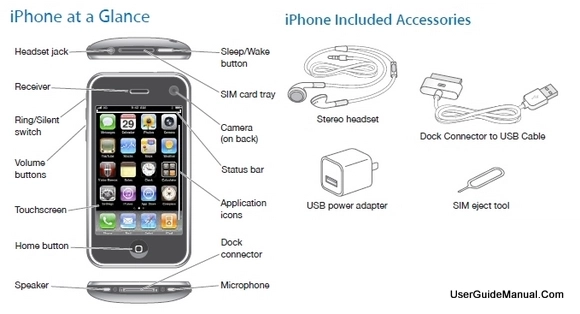 iPhone at a Glance
iPhone Included Accessories
Headset jack
Receiver
Ring/Silent
switch
Volume
buttons
Touchscreen
Home button
Speaker
Sleep/Wake
button
SIM card tray
Camera
(on back)
Status bar
Application
icons
Dock
connector
Microphone
29
Stereo headset
Dock Connector to USB Cable
USB power adapter
SIM eject tool
UserGuideManual.Com